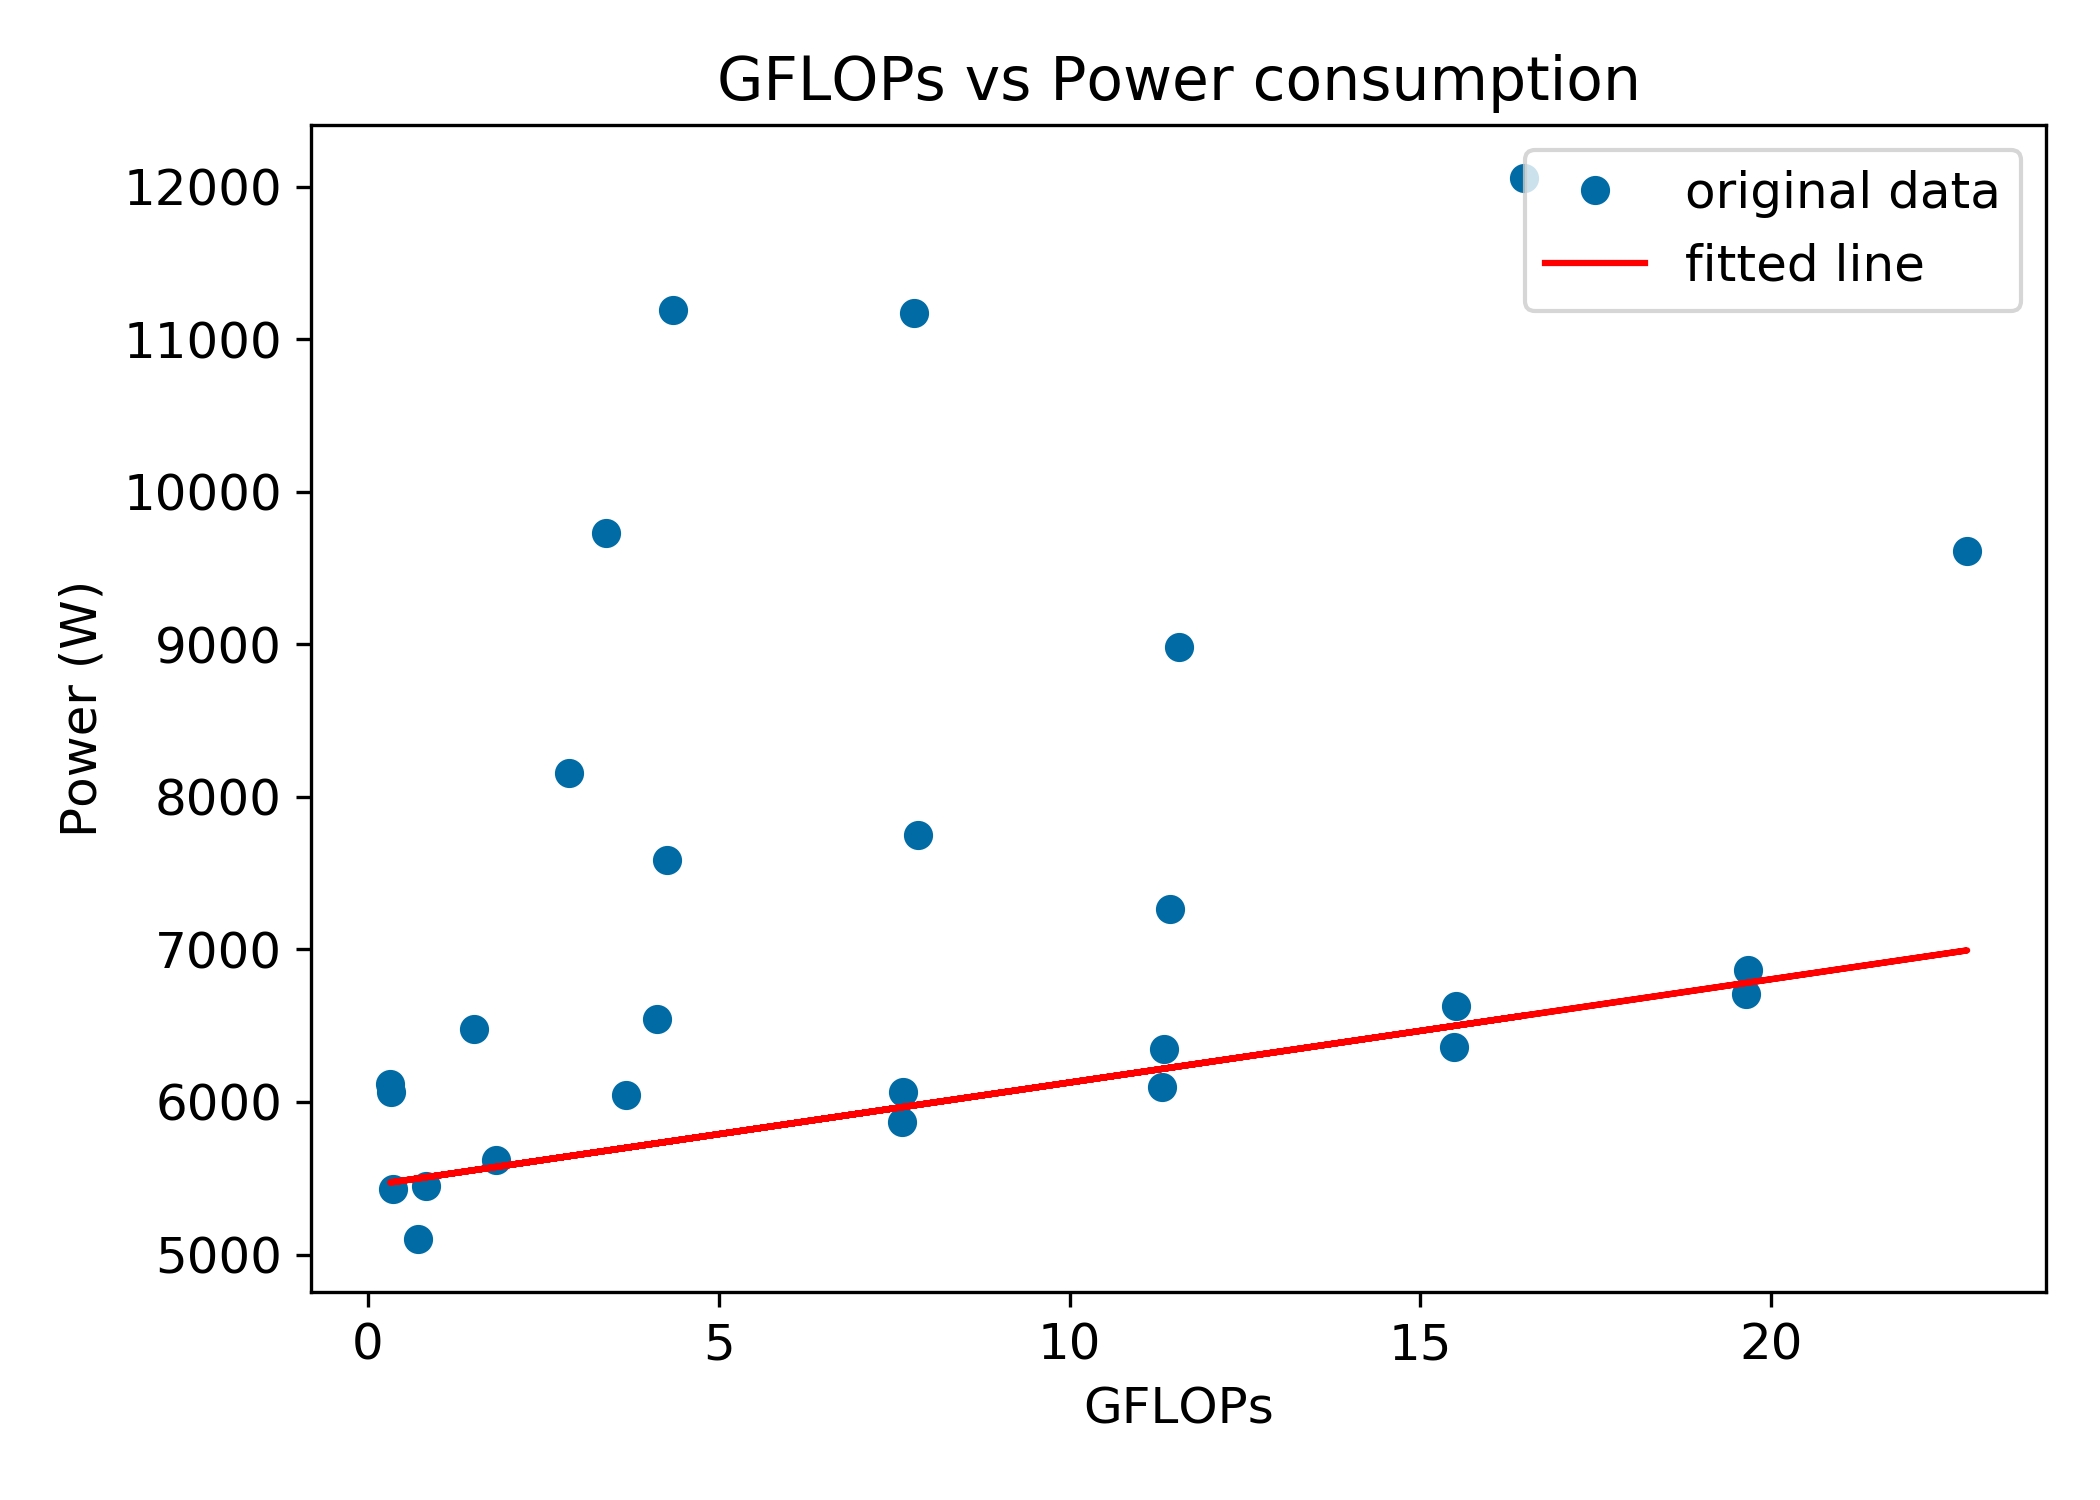 GFLOPs vs Power consumption
original data
fitted line
12000
11000
10000
9000
8000
7000
6000
5000
Power (W)
0 5 10 15 20
GFLOPs